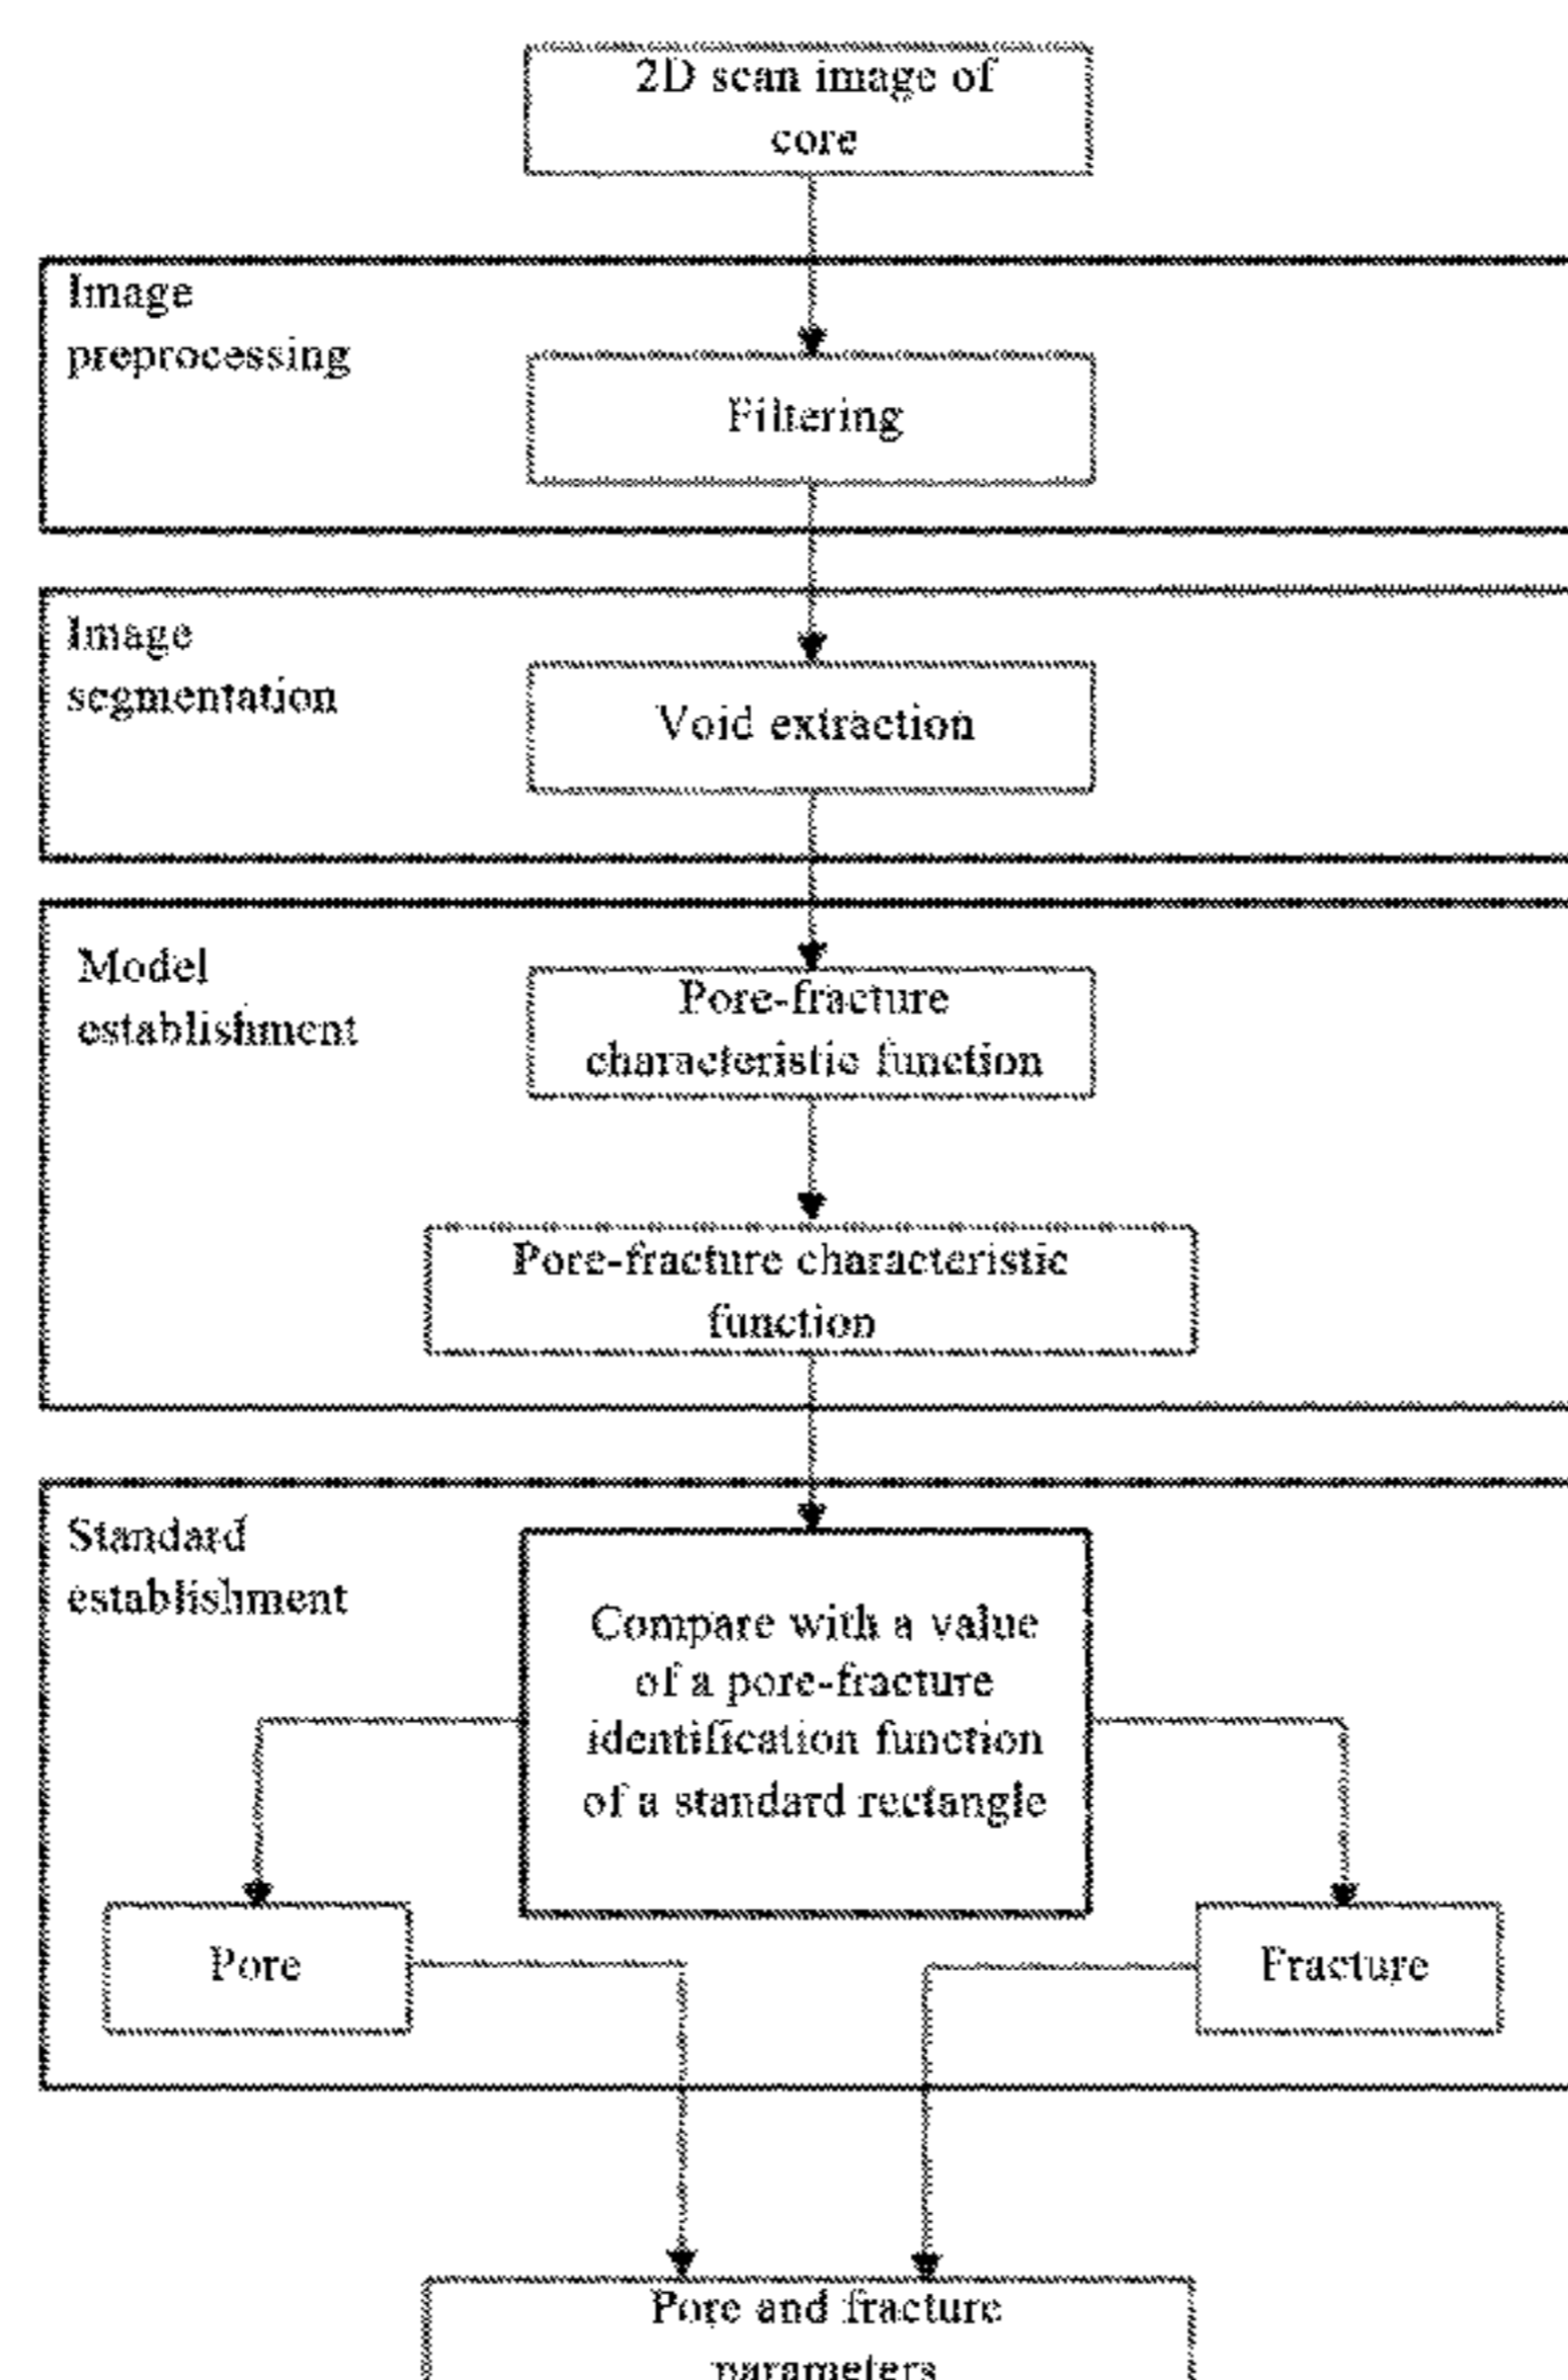 2D scan image of
core
Image
preprocessing
Filtering
Image
segmentation
Void extraction
Model
establishment
Pore-fracture
characteristic function
Pore-fracture characteristic
function
Standard
establishment
Compare with a value
of a pore-fracture
identification function
of a standard rectangle
Pore
Fracture
Pore and fracture
parameters